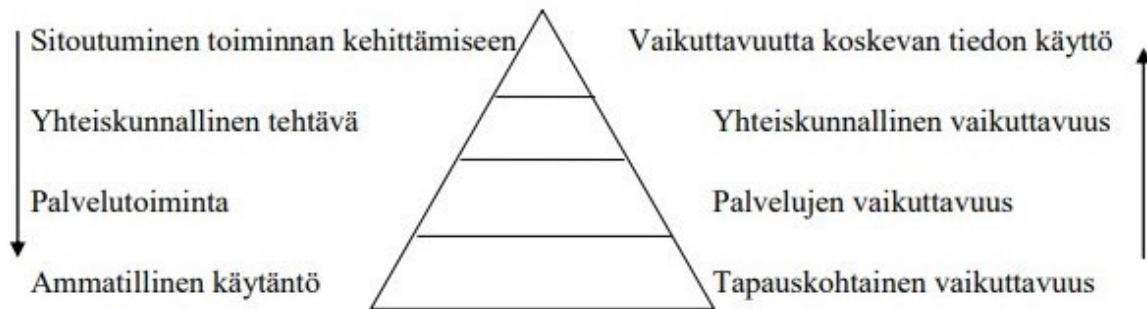 Sitoutuminen toiminnan kehittämiseen Vaikuttavuutta koskevan tiedon käyttö
Yhteiskunnallinen tehtävä Yhteiskunnallinen vaikuttavuus
Palvelutoiminta Palvelujen vaikuttavuus
Ammatillinen käytäntö Tapauskohtainen vaikuttavuus